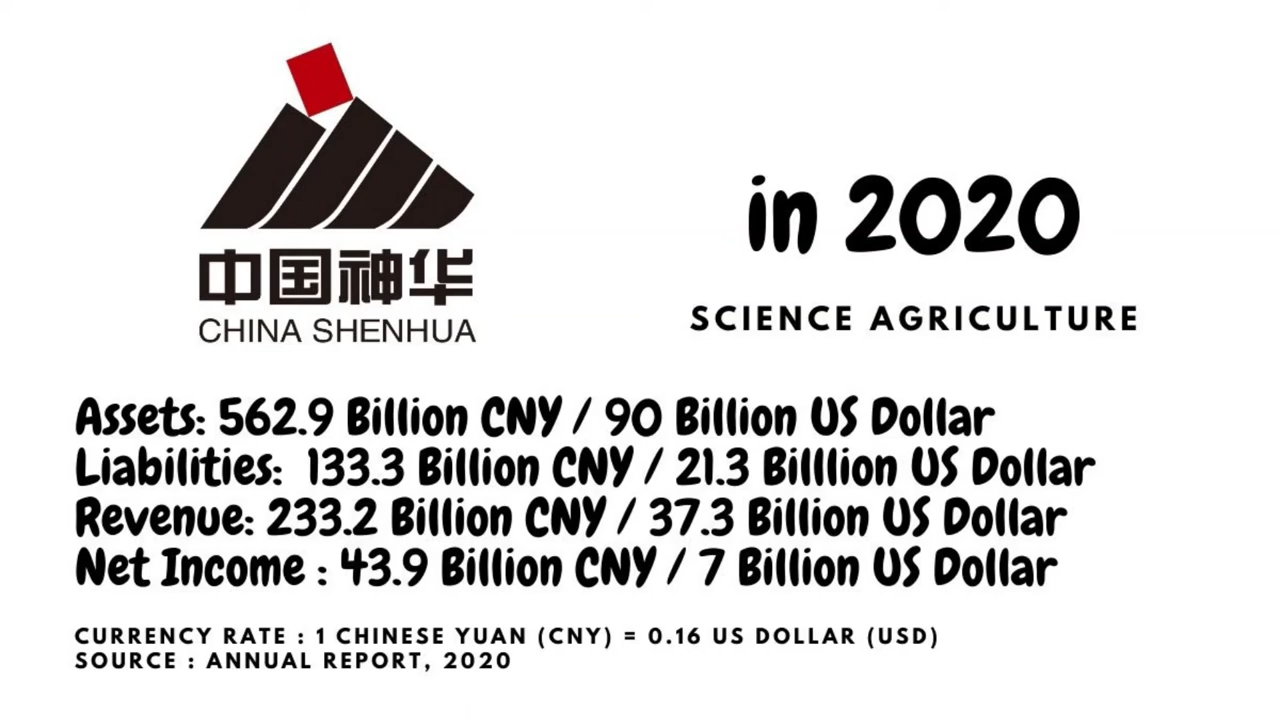 中国神华
CHINA SHENHUA
in 2020
SCIENCE AGRICULTURE
Assets: 562.9 Billion CNY / 90 Billion US Dollar
Liabilities: 133.3 Billion CNY / 21.3 Billlion US Dollar
Revenue: 233.2 Billion CNY / 37.3 Billion US Dollar
Net Income : 43.9 Billion CNY / 7 Billion US Dollar
CURRENCY RATE : 1 CHINESE YUAN (CNY) = 0.16 US DOLLAR (USD)
SOURCE : ANNUAL REPORT, 2020